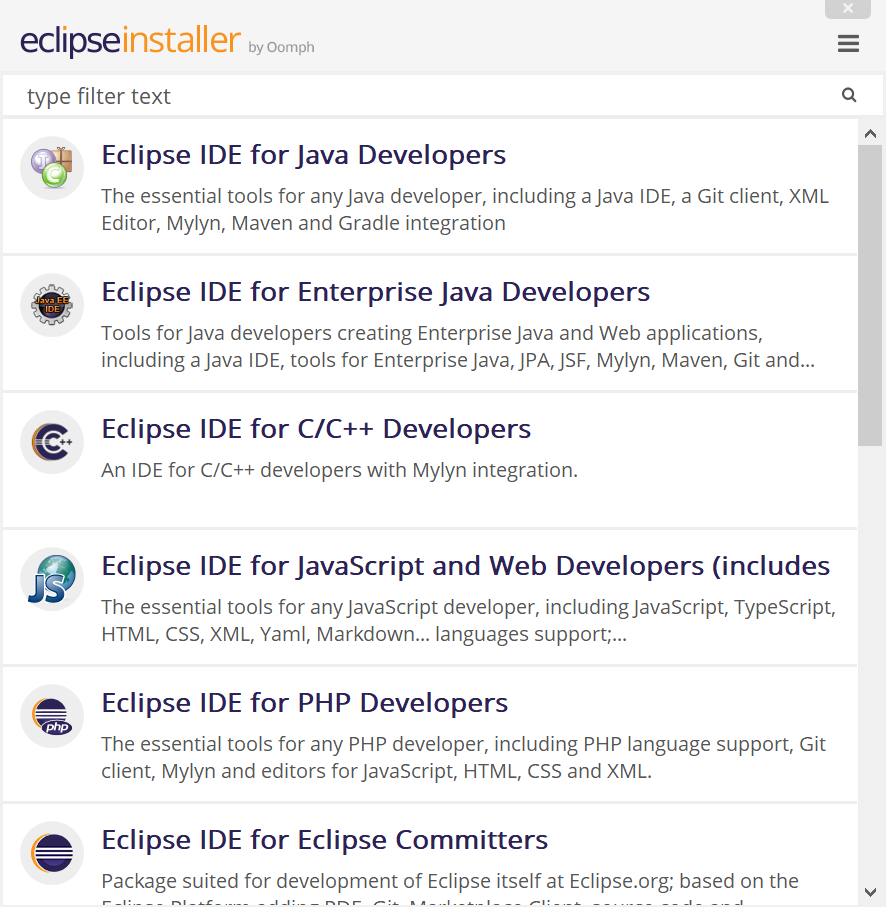 eclipseinstaller by Oomph
type filter text
Eclipse IDE for Java Developers
The essential tools for any Java developer, including a Java IDE, a Git client, XML
Editor, Mylyn, Maven and Gradle integration
Java EE
IDE
Eclipse IDE for Enterprise Java Developers
Tools for Java developers creating Enterprise Java and Web applications,
including a Java IDE, tools for Enterprise Java, JPA, JSF, Mylyn, Maven, Git and...
C++
Eclipse IDE for C/C++ Developers
An IDE for C/C++ developers with Mylyn integration.
JS
Eclipse IDE for JavaScript and Web Developers (includes
The essential tools for any JavaScript developer, including JavaScript, TypeScript,
HTML, CSS, XML, Yaml, Markdown... languages support;...
php
Eclipse IDE for PHP Developers
The essential tools for any PHP developer, including PHP language support, Git
client, Mylyn and editors for JavaScript, HTML, CSS and XML.
Eclipse IDE for Eclipse Committers
Package suited for development of Eclipse itself at Eclipse.org; based on the
Eclipse Platform adding PDE, Git, Marketplace Client, source code and